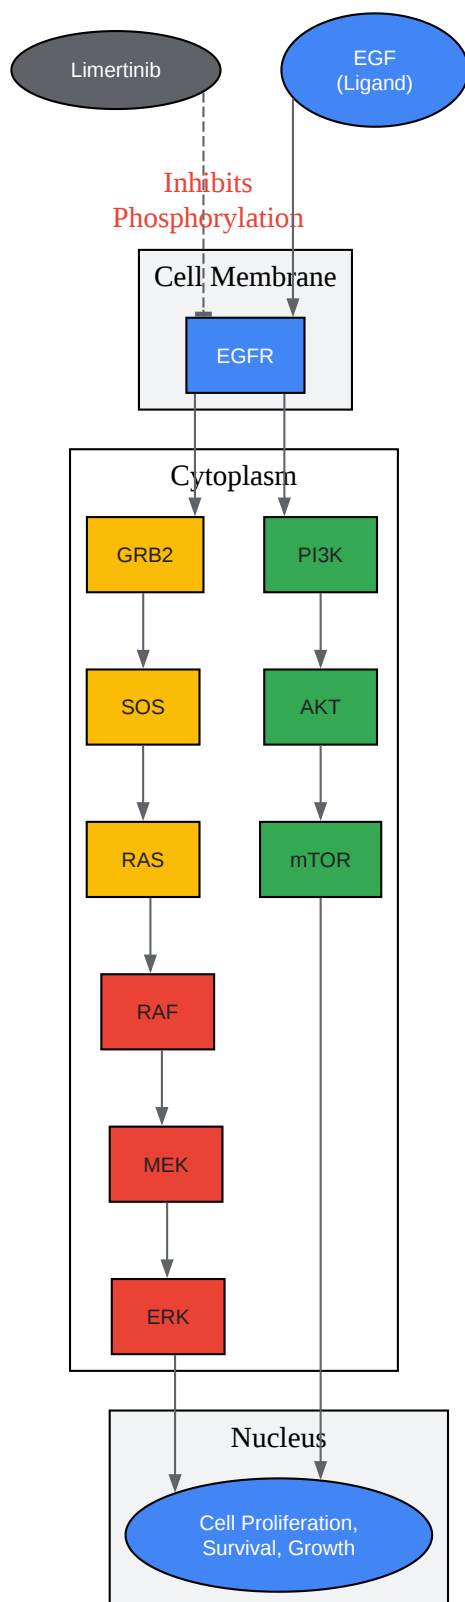 Limertinib
EGF
(Ligand)
Inhibits
Phosphorylation
Cell Membrane
EGFR
Cytoplasm
GRB2
PI3K
SOS
AKT
RAS
mTOR
RAF
MEK
ERK
Nucleus
Cell Proliferation,
Survival, Growth